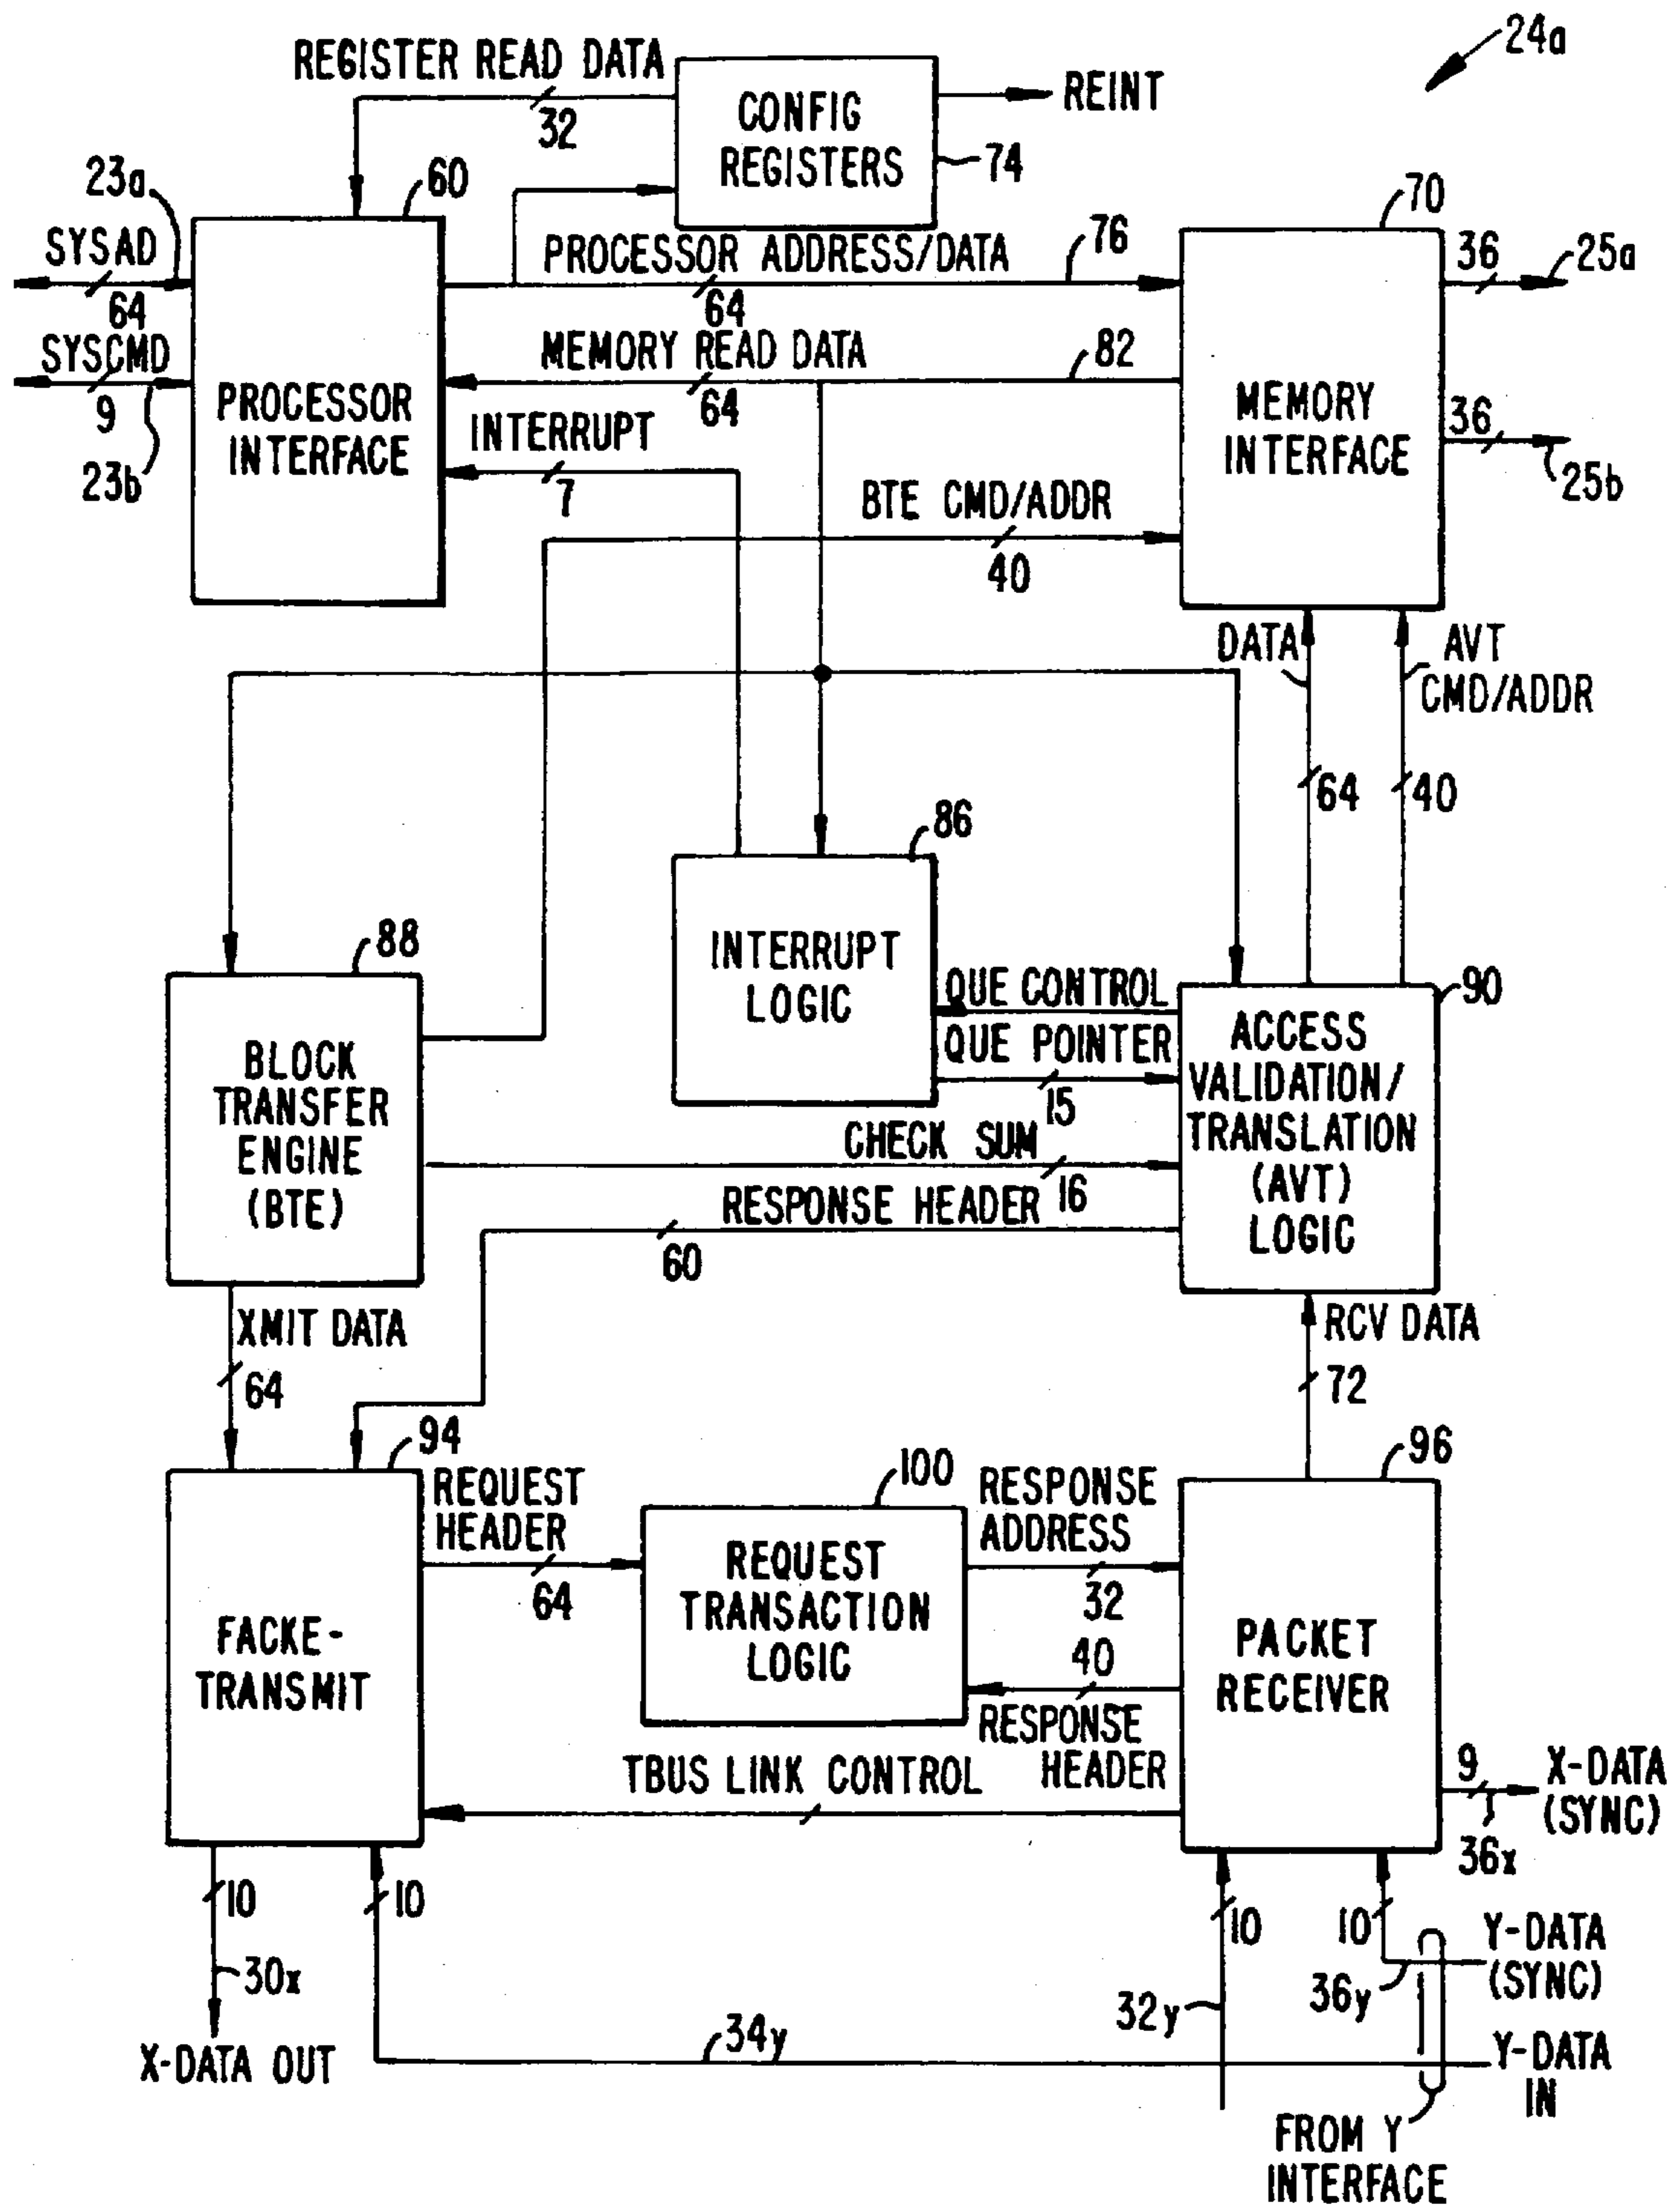 24a
REGISTER READ DATA
32
CONFIG
REGISTERS
REINT
74
23a
60
SYSAD
64
SYSCMD
9
23b
PROCESSOR
INTERFACE
PROCESSOR ADDRESS/DATA
64
76
70
36
25a
MEMORY READ DATA
64
82
MEMORY
INTERFACE
36
25b
INTERRUPT
7
BTE CMD/ADDR
40
DATA
AVT
CMD/ADDR
64
40
86
INTERRUPT
LOGIC
88
BLOCK
TRANSFER
ENGINE
(BTE)
QUE CONTROL
QUE POINTER
15
90
ACCESS
VALIDATION/
TRANSLATION
(AVT)
LOGIC
CHECK SUM
16
RESPONSE HEADER
60
XMIT DATA
64
RCV DATA
72
94
FACKE-
TRANSMIT
REQUEST
HEADER
64
100
REQUEST
TRANSACTION
LOGIC
RESPONSE
ADDRESS
32
40
RESPONSE
HEADER
96
PACKET
RECEIVER
TBUS LINK CONTROL
9
X-DATA
(SYNC)
36x
10
10
30x
X-DATA OUT
34y
10
32y
10
36y
Y-DATA
(SYNC)
Y-DATA
IN
FROM Y
INTERFACE